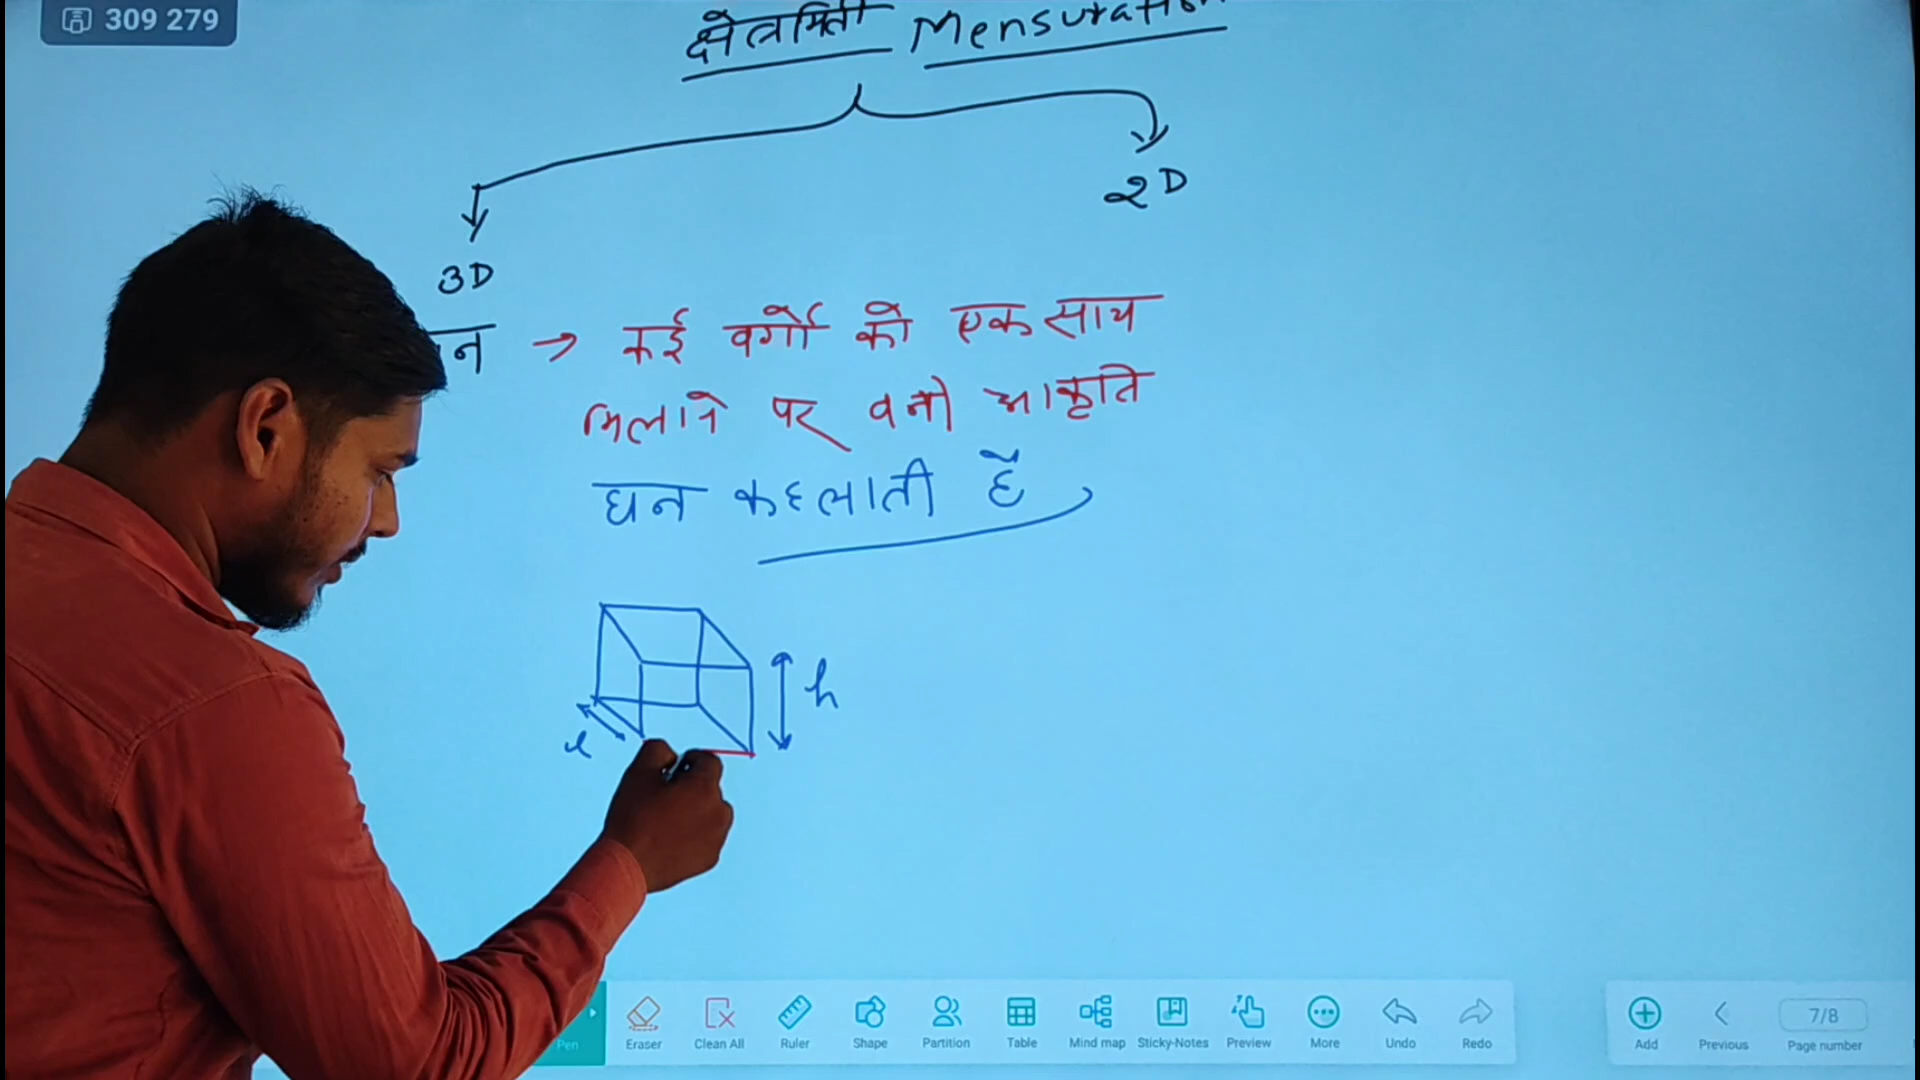 309 279
क्षेत्रमिती Mensuration
2D
3D
न → कई वर्गो को एक साथ
मिलाने पर बनी आकृति
घन कहलाती है
h
Pen
Eraser
Clean All
Ruler
Shape
Partition
Table
Mind map
Sticky-Notes
Preview
More
Undo
Redo
Add
Previous
7/8
Page number